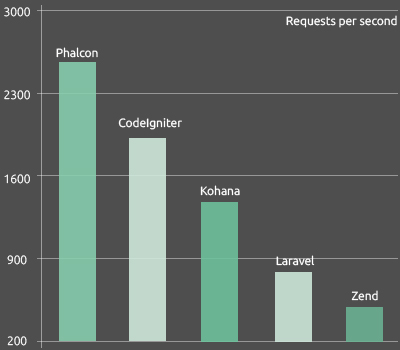 3000
Requests per second
Phalcon
2300
CodeIgniter
1600
Kohana
900
Laravel
Zend
200